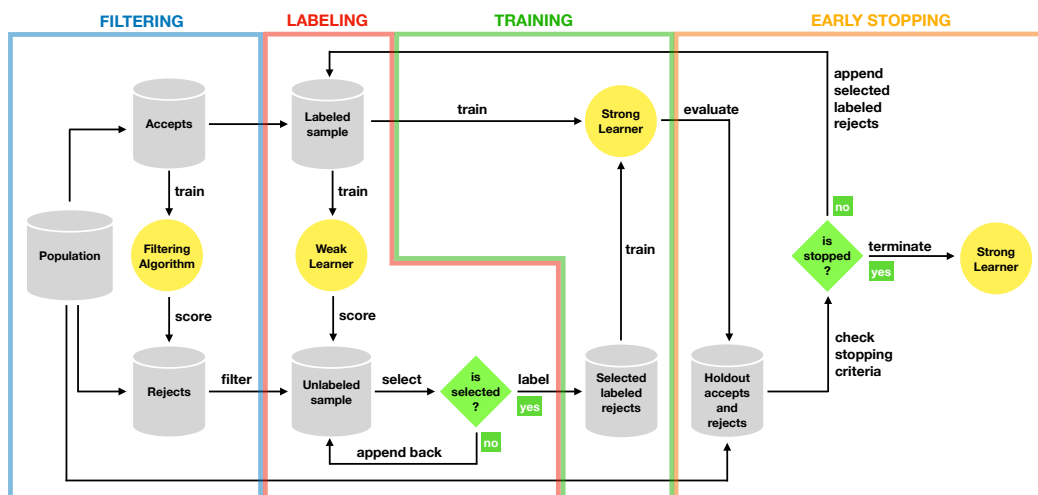 FILTERING
LABELING
TRAINING
EARLY STOPPING
Accepts
Labeled
sample
train
Strong
Learner
evaluate
append
selected
labeled
rejects
train
train
no
Population
Filtering
Algorithm
Weak
Learner
train
is
stopped
?
terminate
yes
Strong
Learner
score
score
check
stopping
criteria
Rejects
filter
Unlabeled
sample
select
is
selected
?
label
yes
Selected
labeled
rejects
Holdout
accepts
and
rejects
no
append back